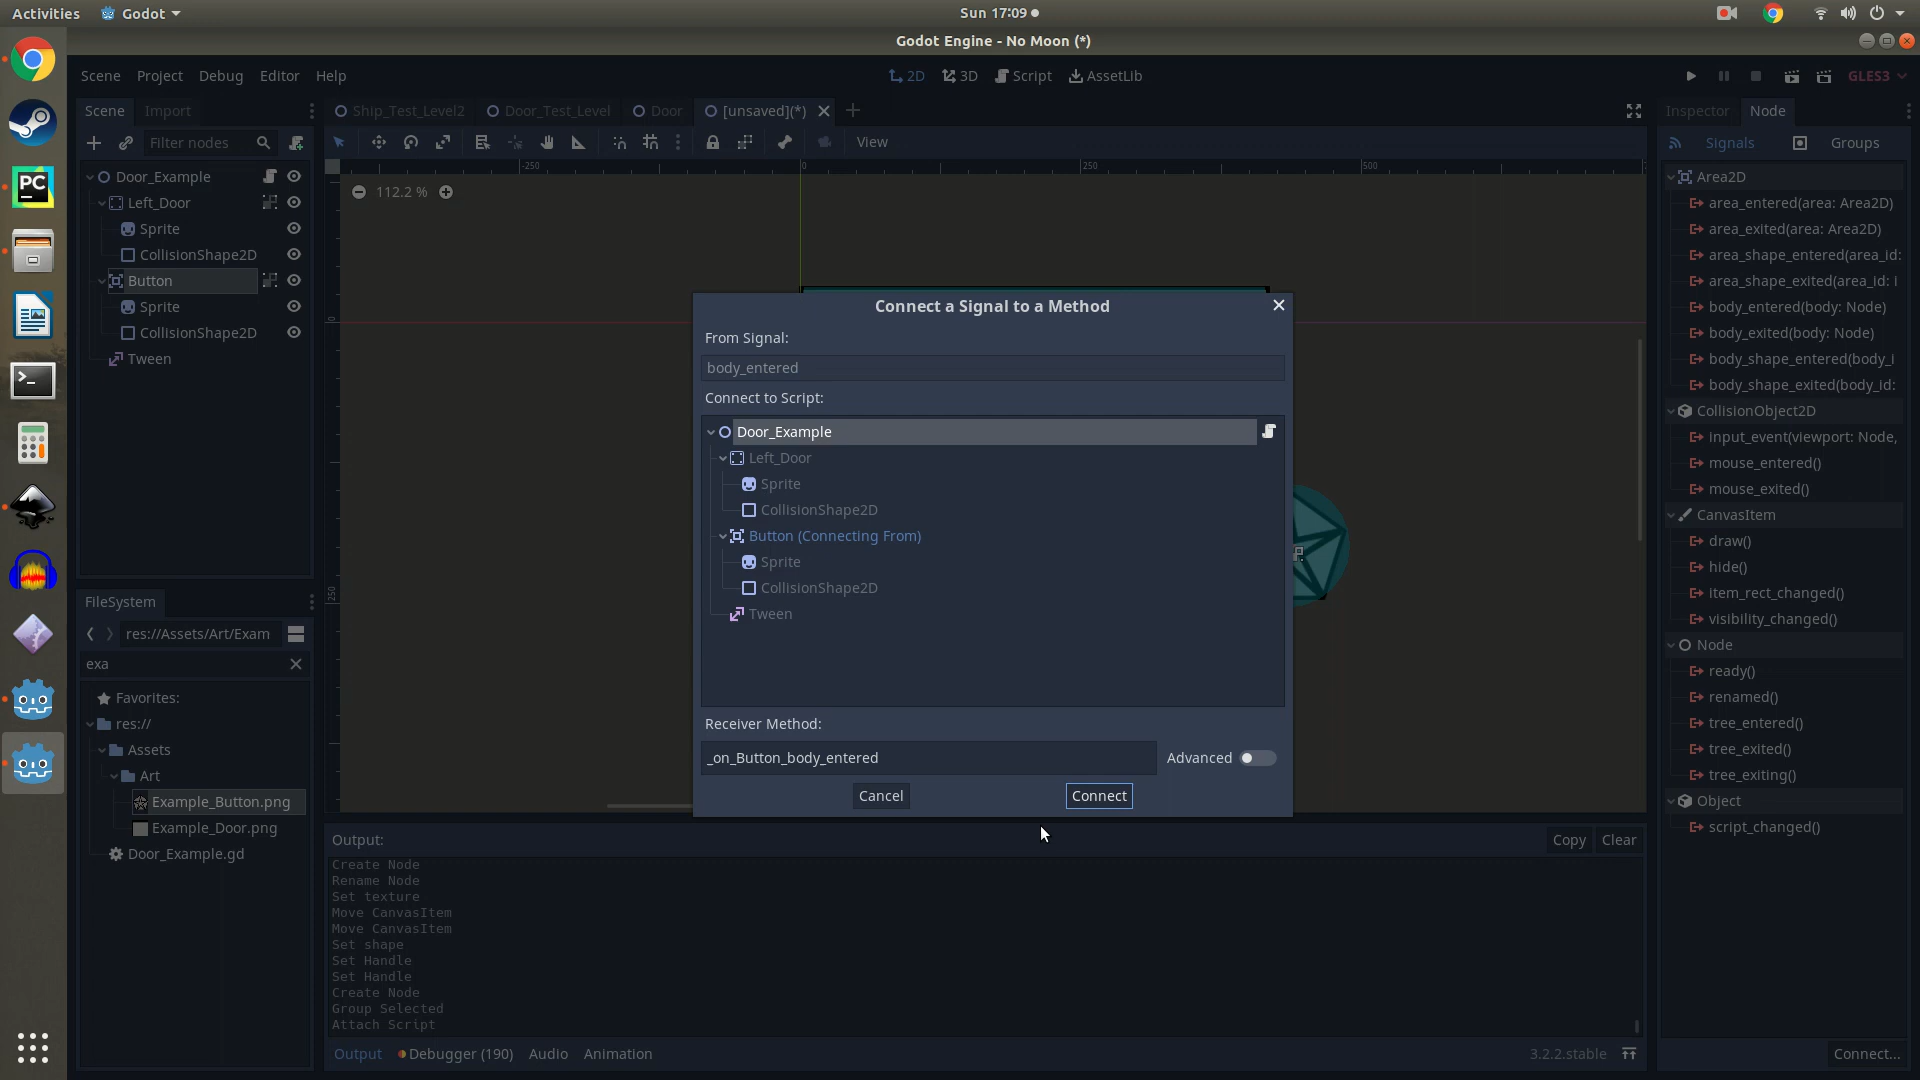 Activities
Godot
Sun 17:09
Godot Engine - No Moon (*)
Scene
Project
Debug
Editor
Help
2D
3D
Script
AssetLib
GLES3
Scene
Import
Filter nodes
Door_Example
Left_Door
Sprite
CollisionShape2D
Button
Sprite
CollisionShape2D
Tween
FileSystem
res://Assets/Art/Exam
exa
Favorites:
res://
Assets
Art
Example_Button.png
Example_Door.png
Door_Example.gd
Ship_Test_Level2
Door_Test_Level
Door
[unsaved](*)
View
-250
0
250
500
0
250
112.2 %
Connect a Signal to a Method
From Signal:
body_entered
Connect to Script:
Door_Example
Left_Door
Sprite
CollisionShape2D
Button (Connecting From)
Sprite
CollisionShape2D
Tween
Receiver Method:
_on_Button_body_entered
Advanced
Cancel
Connect
Output:
Copy
Clear
Create Node
Rename Node
Set texture
Move CanvasItem
Move CanvasItem
Set shape
Set Handle
Set Handle
Create Node
Group Selected
Attach Script
Output
Debugger (190)
Audio
Animation
3.2.2.stable
Inspector
Node
Signals
Groups
Area2D
area_entered(area: Area2D)
area_exited(area: Area2D)
area_shape_entered(area_id:
area_shape_exited(area_id: i
body_entered(body: Node)
body_exited(body: Node)
body_shape_entered(body_i
body_shape_exited(body_id:
CollisionObject2D
input_event(viewport: Node,
mouse_entered()
mouse_exited()
CanvasItem
draw()
hide()
item_rect_changed()
visibility_changed()
Node
ready()
renamed()
tree_entered()
tree_exited()
tree_exiting()
Object
script_changed()
Connect...
PC